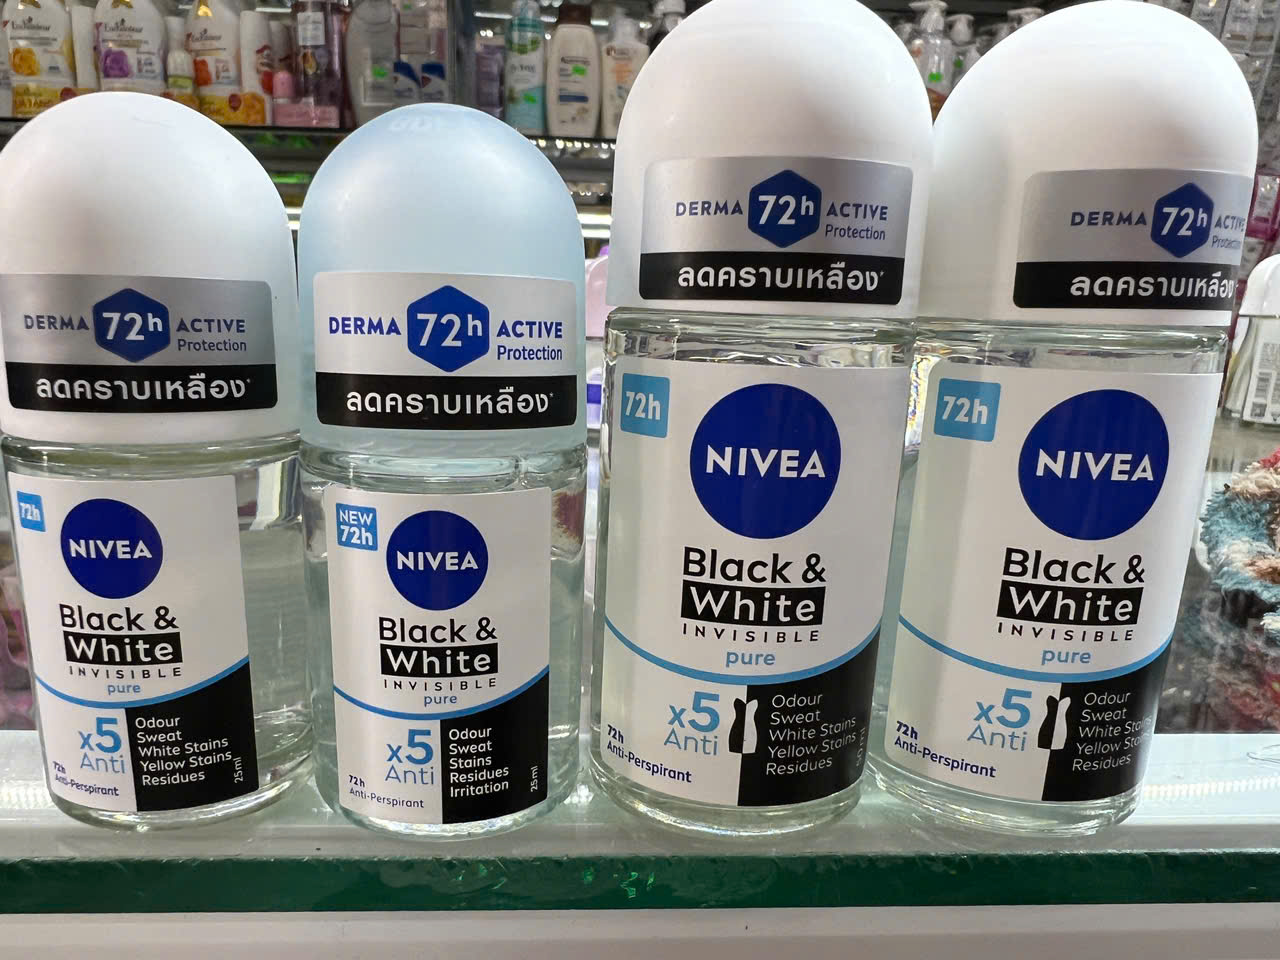 DERMA 72h ACTIVE
Protection
ลดคราบเหลือง*
72h
NIVEA
Black &
White
INVISIBLE
pure
x5
Anti
Odour
Sweat
White Stains
Yellow Stains
Residues
72h
Anti-Perspirant
25ml
DERMA 72h ACTIVE
Protection
ลดคราบเหลือง*
NEW
72h
NIVEA
Black &
White
INVISIBLE
pure
x5
Anti
Odour
Sweat
Stains
Residues
Irritation
72h
Anti-Perspirant
25ml
DERMA 72h ACTIVE
Protection
ลดคราบเหลือง*
72h
NIVEA
Black &
White
INVISIBLE
pure
x5
Anti
Odour
Sweat
White Stains
Yellow Stains
Residues
72h
Anti-Perspirant
DERMA 72h ACTIVE
Protection
ลดคราบเหลือง
72h
NIVEA
Black &
White
INVISIBLE
pure
x5
Anti
Odour
Sweat
White Stains
Yellow Stains
Residues
72h
Anti-Perspirant